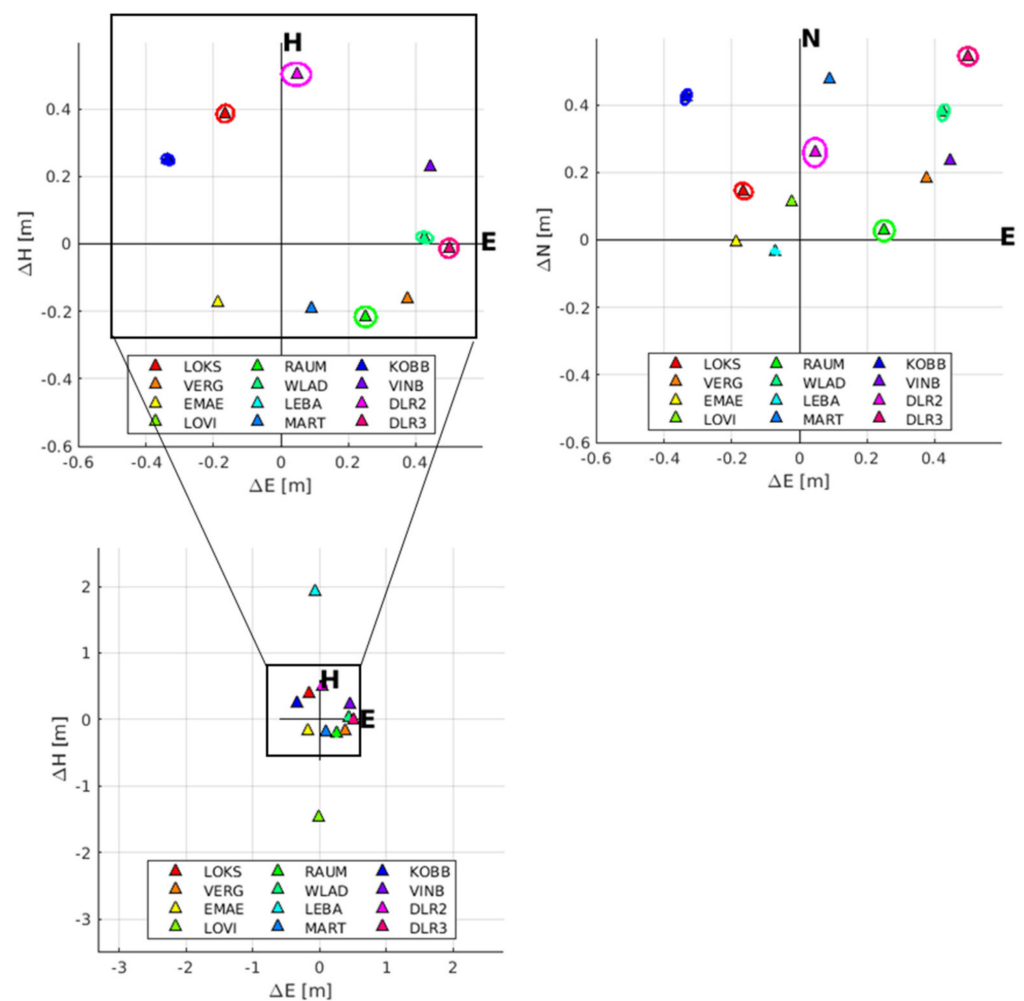 H
E
0.4
0.2
0
-0.2
-0.4
-0.6
ΔH [m]
-0.6 -0.4 -0.2 0 0.2 0.4
ΔE [m]
LOKS RAUM KOBB
VERG WLAD VINB
EMAE LEBA DLR2
LOVI MART DLR3
N
E
0.4
0.2
0
-0.2
-0.4
-0.6
ΔN [m]
-0.6 -0.4 -0.2 0 0.2 0.4
ΔE [m]
LOKS RAUM KOBB
VERG WLAD VINB
EMAE LEBA DLR2
LOVI MART DLR3
H
E
2
1
0
-1
-2
-3
ΔH [m]
-3 -2 -1 0 1 2
ΔE [m]
LOKS RAUM KOBB
VERG WLAD VINB
EMAE LEBA DLR2
LOVI MART DLR3